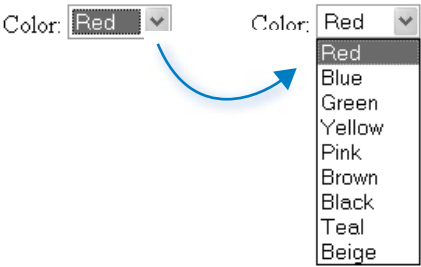 Color: Red Color: Red
Red
Blue
Green
Yellow
Pink
Brown
Black
Teal
Beige